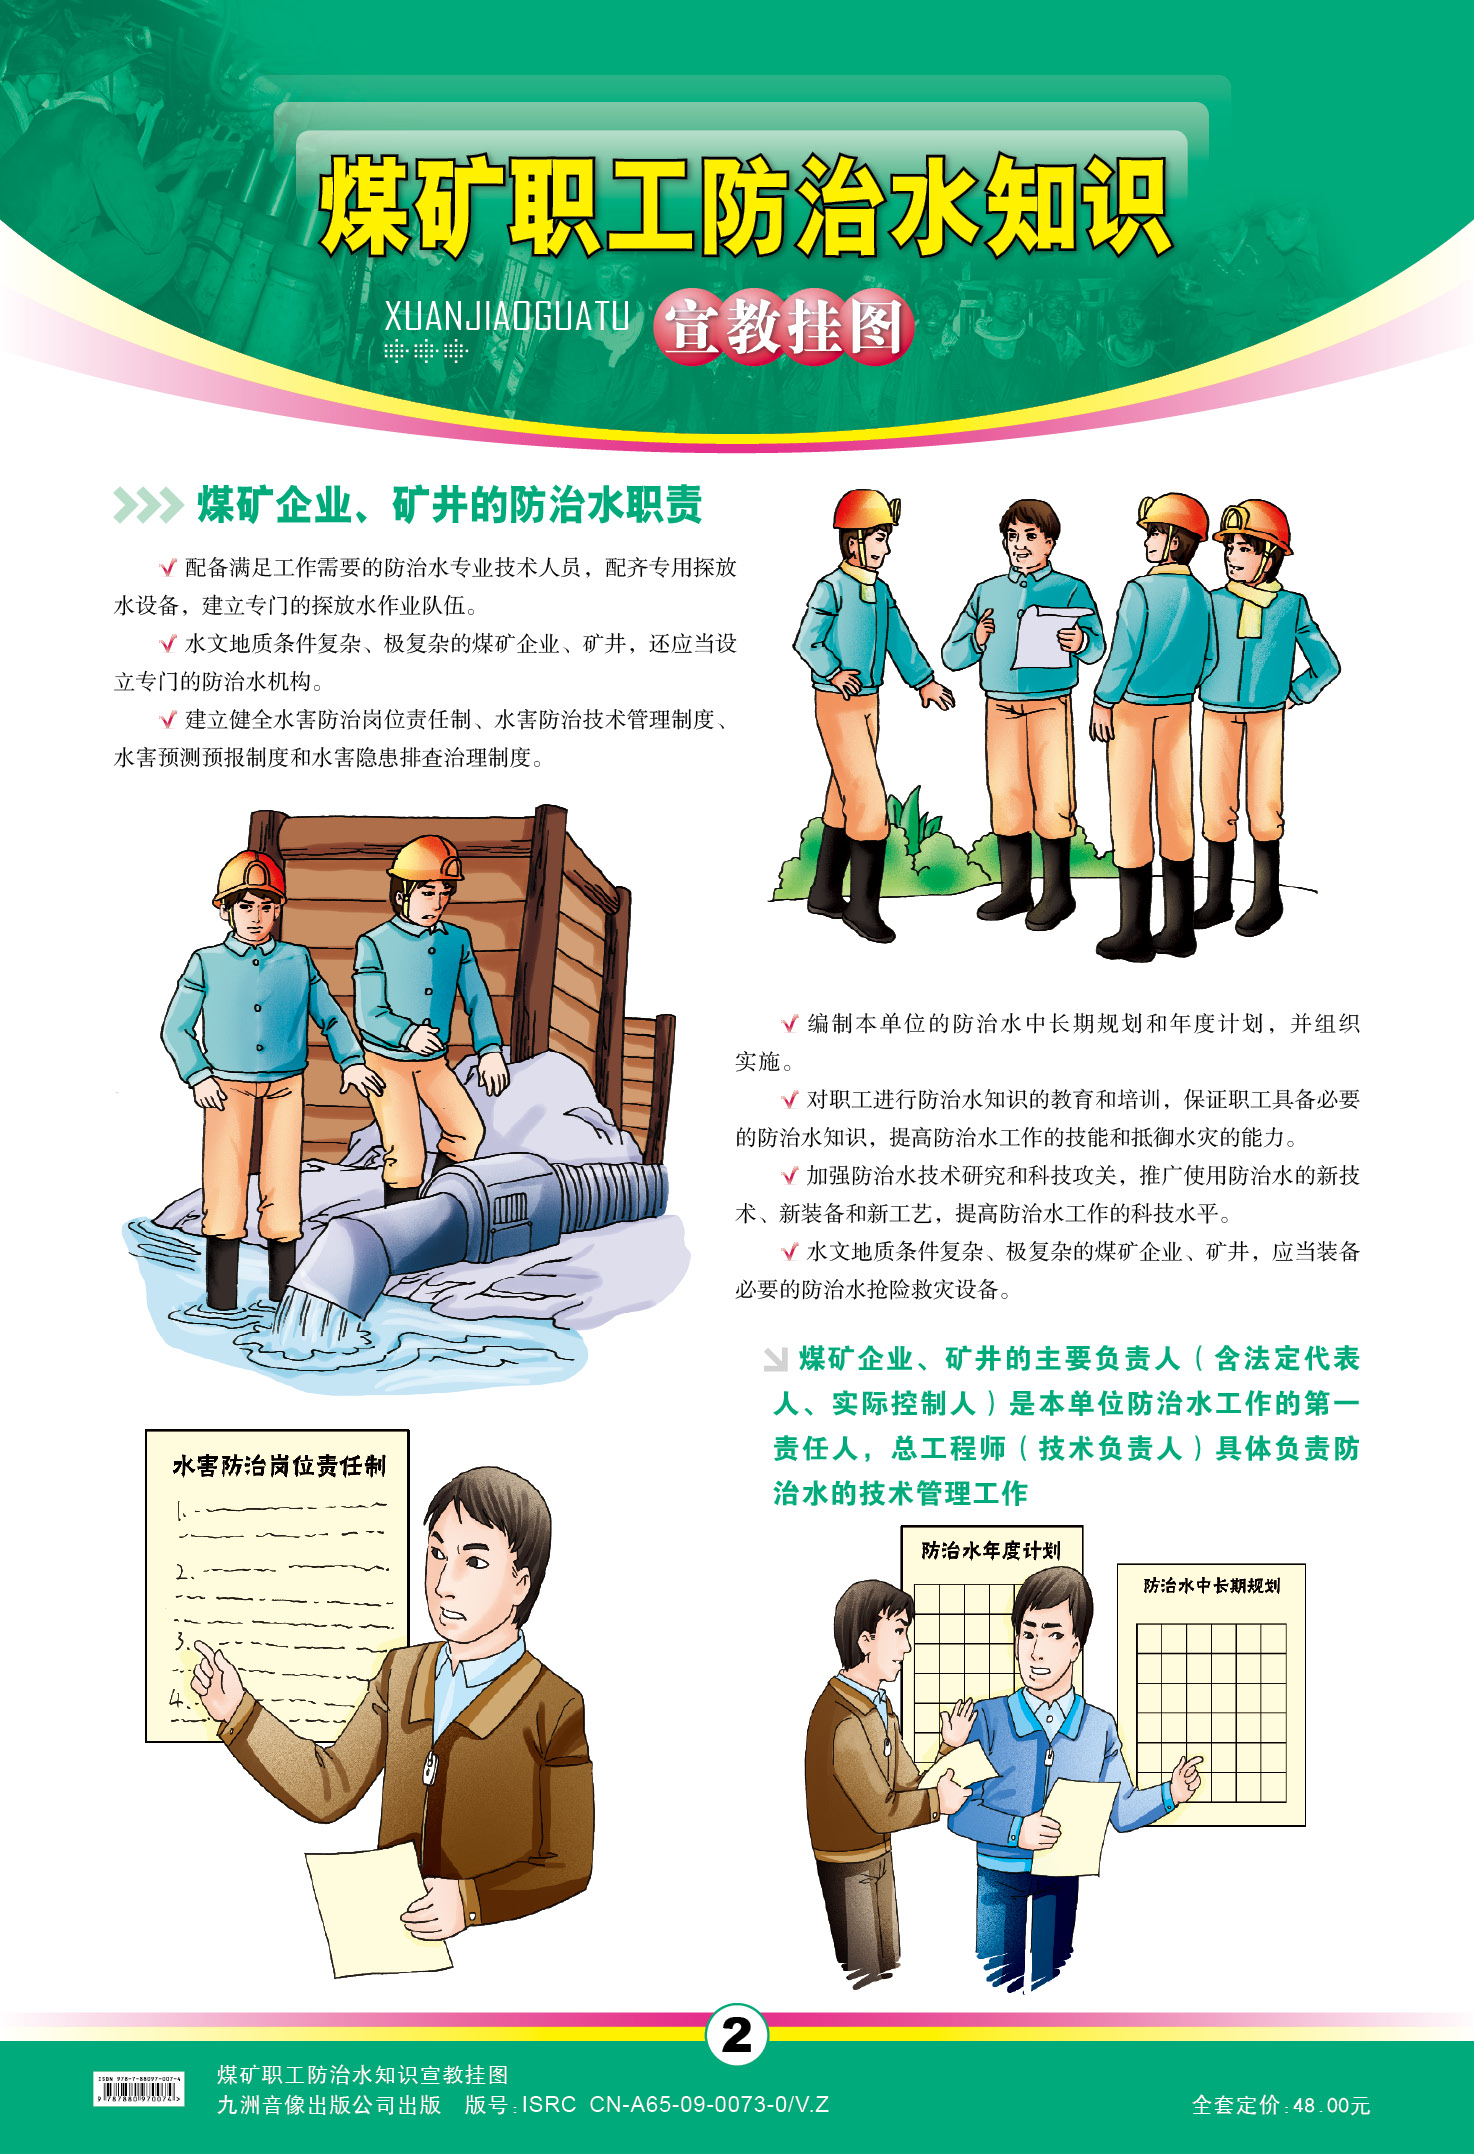 煤矿职工防治水知识
XUANJIAOGUATU 宣教挂图
煤矿企业、矿井的防治水职责
配备满足工作需要的防治水专业技术人员，配齐专用探放
水设备，建立专门的探放水作业队伍。
水文地质条件复杂、极复杂的煤矿企业、矿井，还应当设
立专门的防治水机构。
建立健全水害防治岗位责任制、水害防治技术管理制度、
水害预测预报制度和水害隐患排查治理制度。
编制本单位的防治水中长期规划和年度计划，并组织
实施。
对职工进行防治水知识的教育和培训，保证职工具备必要
的防治水知识，提高防治水工作的技能和抵御水灾的能力。
加强防治水技术研究和科技攻关，推广使用防治水的新技
术、新装备和新工艺，提高防治水工作的科技水平。
水文地质条件复杂、极复杂的煤矿企业、矿井，应当装备
必要的防治水抢险救灾设备。
煤矿企业、矿井的主要负责人（含法定代表
人、实际控制人）是本单位防治水工作的第一
责任人，总工程师（技术负责人）具体负责防
治水的技术管理工作
水害防治岗位责任制
1.
2.
3.
4.
防治水年度计划
防治水中长期规划
2
ISBN 978-7-88097-007-4
9 787880 970074 >
煤矿职工防治水知识宣教挂图
九洲音像出版公司出版 版号:ISRC CN-A65-09-0073-0/V.Z
全套定价:48.00元